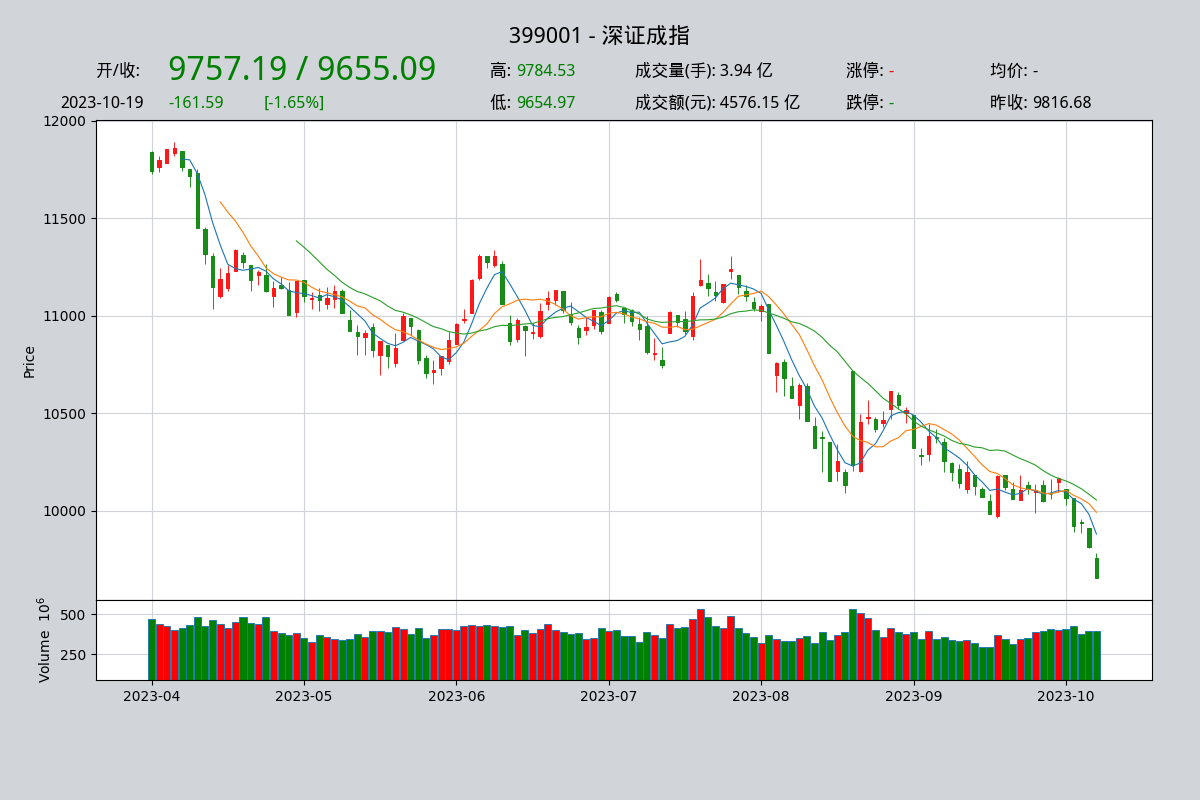 399001 - 深证成指
开/收: 9757.19 / 9655.09 高: 9784.53 成交量(手): 3.94 亿 涨停: - 均价: -
2023-10-19 -161.59 [-1.65%] 低: 9654.97 成交额(元): 4576.15 亿 跌停: - 昨收: 9816.68
12000
11500
11000
10500
10000
Price
500
250
Volume 10^6
2023-04 2023-05 2023-06 2023-07 2023-08 2023-09 2023-10